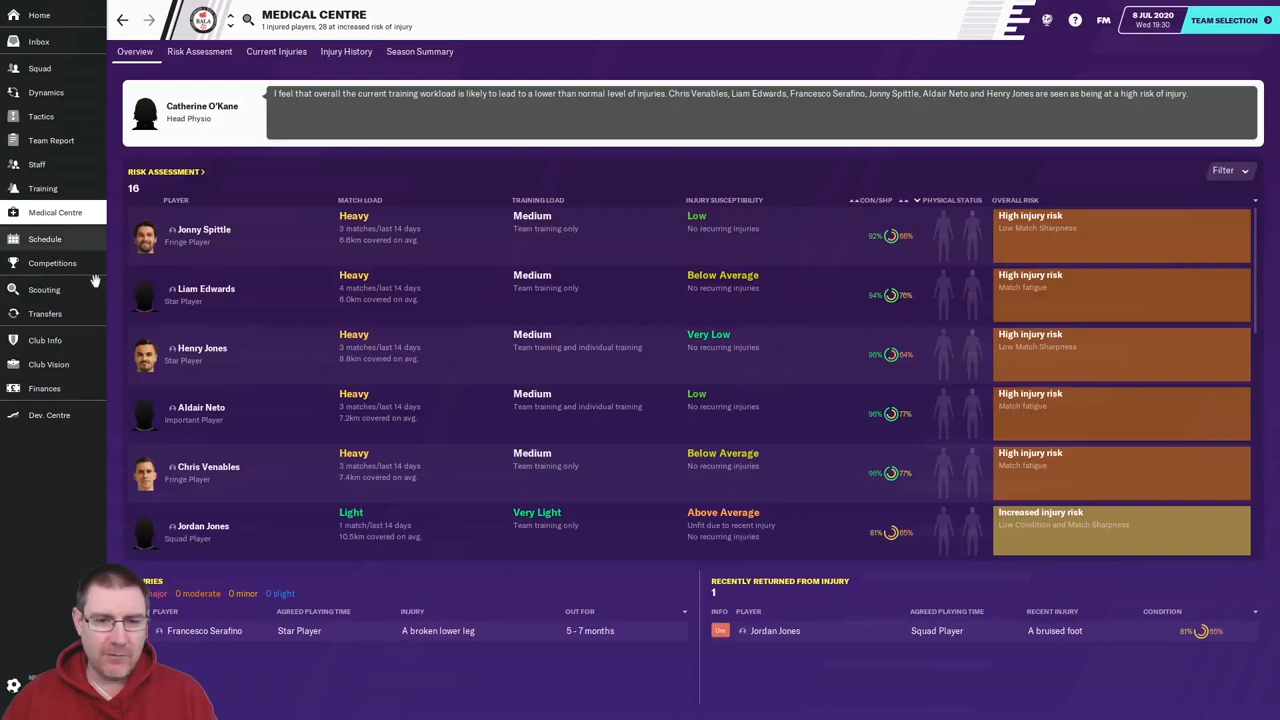 Home
Inbox
Squad
Dynamics
Tactics
Team Report
Staff
Training
Medical Centre
Schedule
Competitions
Scouting
Transfers
Club Info
Club Vision
Finances
Dev. Centre
BALA
MEDICAL CENTRE
1 injured players, 28 at increased risk of injury
?
FM
8 JUL 2020
Wed 19:30
TEAM SELECTION
Overview Risk Assessment Current Injuries Injury History Season Summary
Catherine O'Kane
Head Physio
I feel that overall the current training workload is likely to lead to a lower than normal level of injuries. Chris Venables, Liam Edwards, Francesco Serafino, Jonny Spittle, Aldair Neto and Henry Jones are seen as being at a high risk of injury.
RISK ASSESSMENT >
16
Filter
PLAYER MATCH LOAD TRAINING LOAD INJURY SUSCEPTIBILITY CON/SHP PHYSICAL STATUS OVERALL RISK
Jonny Spittle
Fringe Player
Heavy
3 matches/last 14 days
6.6km covered on avg.
Medium
Team training only
Low
No recurring injuries
92% 66%
High injury risk
Low Match Sharpness
Liam Edwards
Star Player
Heavy
4 matches/last 14 days
6.0km covered on avg.
Medium
Team training only
Below Average
No recurring injuries
94% 76%
High injury risk
Match fatigue
Henry Jones
Star Player
Heavy
3 matches/last 14 days
8.8km covered on avg.
Medium
Team training and individual training
Very Low
No recurring injuries
96% 64%
High injury risk
Low Match Sharpness
Aldair Neto
Important Player
Heavy
3 matches/last 14 days
7.2km covered on avg.
Medium
Team training and individual training
Low
No recurring injuries
96% 77%
High injury risk
Match fatigue
Chris Venables
Fringe Player
Heavy
3 matches/last 14 days
7.4km covered on avg.
Medium
Team training only
Below Average
No recurring injuries
96% 77%
High injury risk
Match fatigue
Jordan Jones
Squad Player
Light
1 match/last 14 days
10.5km covered on avg.
Very Light
Team training only
Above Average
Unfit due to recent injury
No recurring injuries
81% 65%
Increased injury risk
Low Condition and Match Sharpness
0 moderate 0 minor 0 slight
PLAYER AGREED PLAYING TIME INJURY OUT FOR
Francesco Serafino Star Player A broken lower leg 5 - 7 months
RECENTLY RETURNED FROM INJURY
1
INFO PLAYER AGREED PLAYING TIME RECENT INJURY CONDITION
Unf Jordan Jones Squad Player A bruised foot 81% 65%